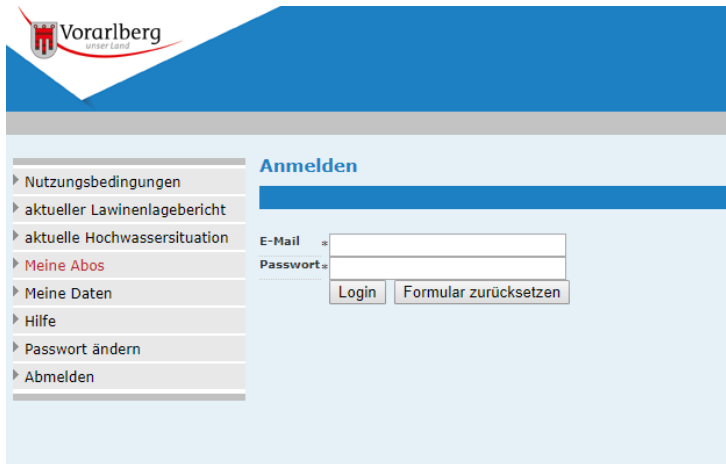 Vorarlberg
unser Land
Nutzungsbedingungen
aktueller Lawinenlagebericht
aktuelle Hochwassersituation
Meine Abos
Meine Daten
Hilfe
Passwort ändern
Abmelden
Anmelden
E-Mail *
Passwort*
Login Formular zurücksetzen